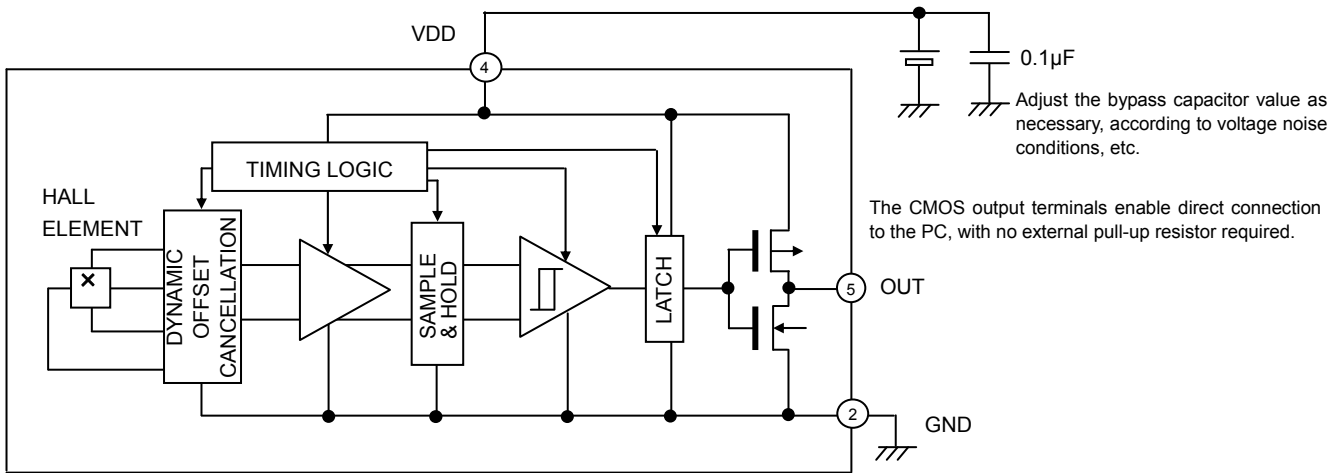 VDD
4
0.1µF
Adjust the bypass capacitor value as
necessary, according to voltage noise
conditions, etc.
TIMING LOGIC
HALL
ELEMENT
×
DYNAMIC
OFFSET
CANCELLATION
SAMPLE
& HOLD
LATCH
The CMOS output terminals enable direct connection
to the PC, with no external pull-up resistor required.
5
OUT
2
GND